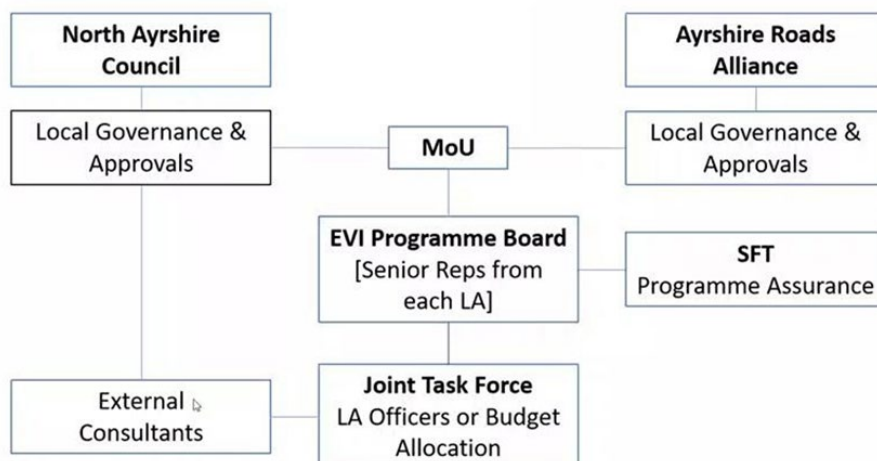 North Ayrshire
Council
Ayrshire Roads
Alliance
Local Governance &
Approvals
MoU
Local Governance &
Approvals
EVI Programme Board
[Senior Reps from
each LA]
SFT
Programme Assurance
External
Consultants
Joint Task Force
LA Officers or Budget
Allocation